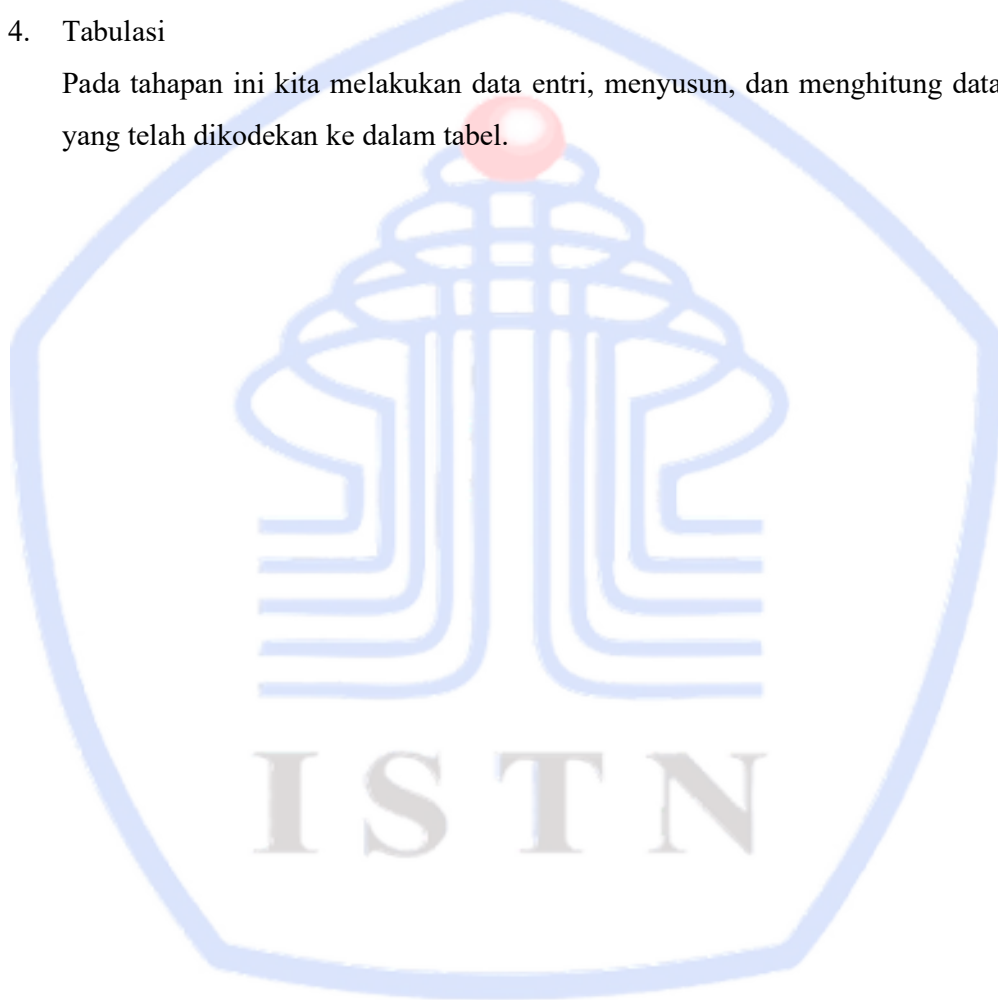 4. Tabulasi
Pada tahapan ini kita melakukan data entri, menyusun, dan menghitung data
yang telah dikodekan ke dalam tabel.
ISTN